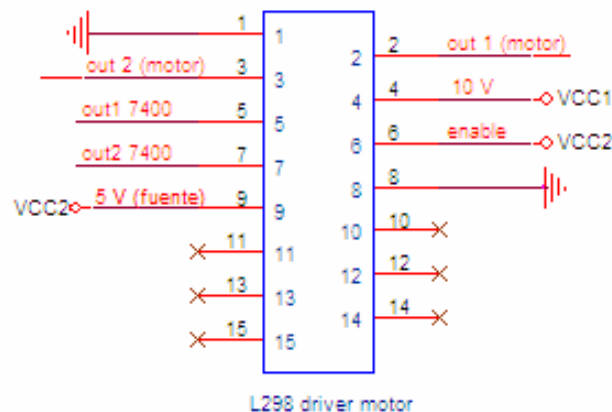 1 1
2 2 out 1 (motor)
out 2 (motor) 3 3
4 4 10 V VCC1
out1 7400 5 5
6 6 enable VCC2
out2 7400 7 7
8 8
VCC2 5 V (fuente) 9 9
10 10
11 11
12 12
13 13
14 14
15 15
L298 driver motor